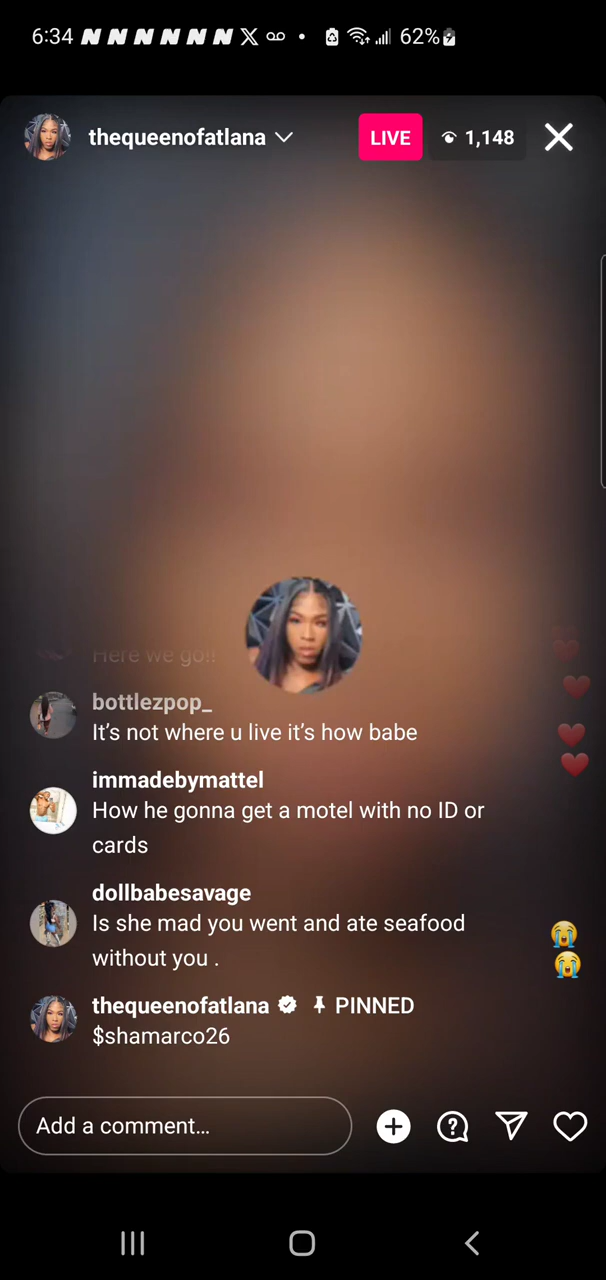 6:34 N N N N N N X 62%
thequeenofatlana LIVE 1,148
Here we go!!
bottlezpop_
It’s not where u live it’s how babe
immadebymattel
How he gonna get a motel with no ID or
cards
dollbabesavage
Is she mad you went and ate seafood
without you .
thequeenofatlana PINNED
$shamarco26
Add a comment…